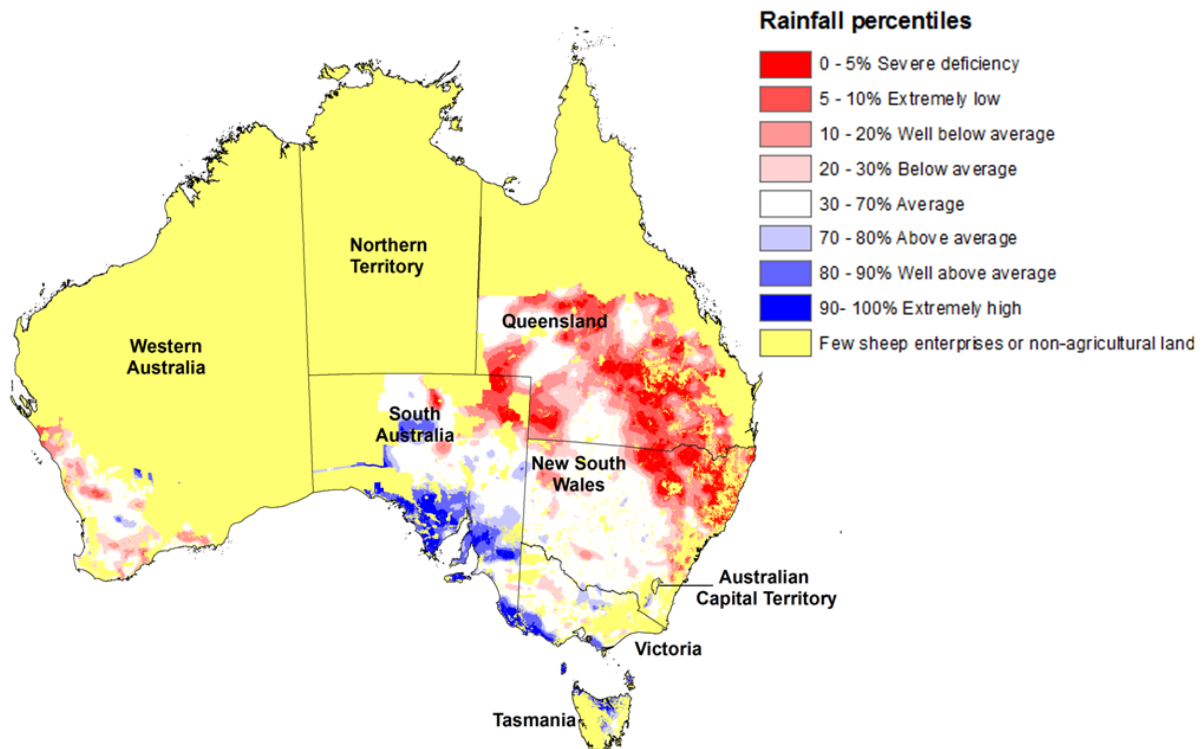 Rainfall percentiles
0 - 5% Severe deficiency
5 - 10% Extremely low
10 - 20% Well below average
20 - 30% Below average
30 - 70% Average
70 - 80% Above average
80 - 90% Well above average
90- 100% Extremely high
Few sheep enterprises or non-agricultural land
Northern
Territory
Queensland
Western
Australia
South
Australia
New South
Wales
Australian
Capital Territory
Victoria
Tasmania